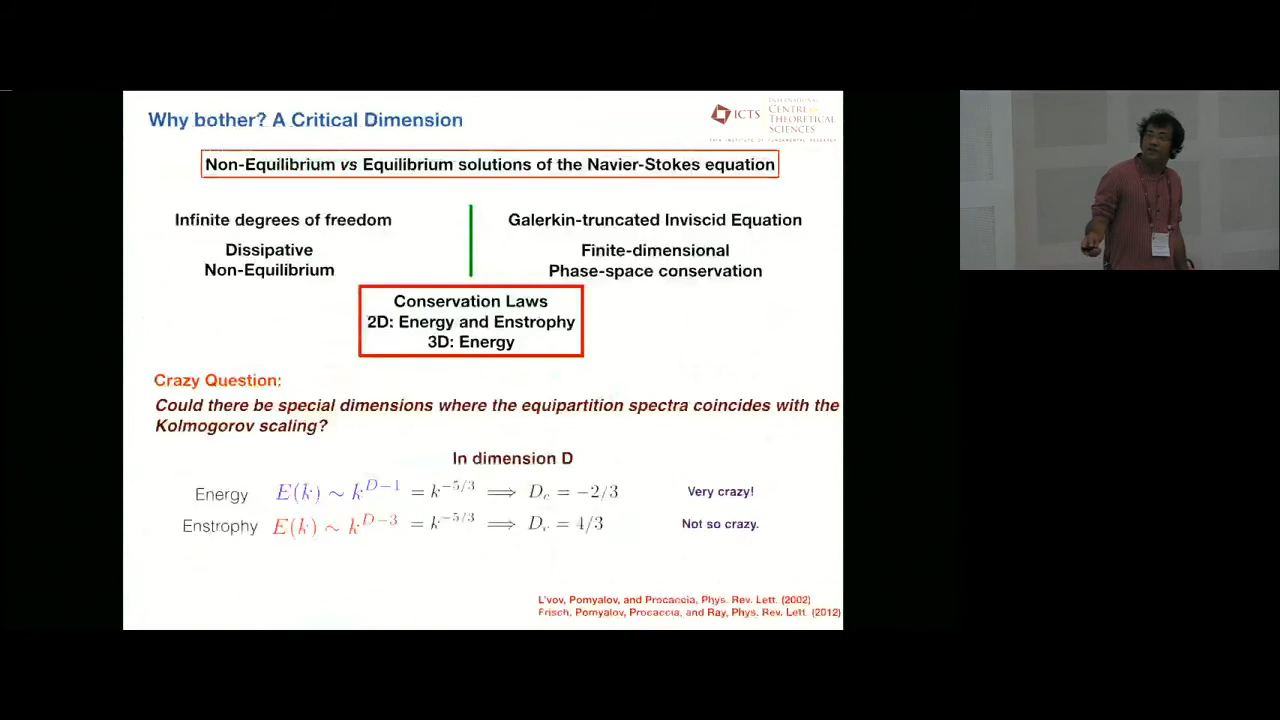 Why bother? A Critical Dimension
ICTS
INTERNATIONAL
CENTRE for
THEORETICAL
SCIENCES
TATA INSTITUTE OF FUNDAMENTAL RESEARCH
Non-Equilibrium vs Equilibrium solutions of the Navier-Stokes equation
Infinite degrees of freedom
Dissipative
Non-Equilibrium
Galerkin-truncated Inviscid Equation
Finite-dimensional
Phase-space conservation
Conservation Laws
2D: Energy and Enstrophy
3D: Energy
Crazy Question:
Could there be special dimensions where the equipartition spectra coincides with the
Kolmogorov scaling?
In dimension D
Energy E(k) ∼ k^{D−1} = k^{−5/3} ⟹ D_c = −2/3 Very crazy!
Enstrophy E(k) ∼ k^{D−3} = k^{−5/3} ⟹ D_c = 4/3 Not so crazy.
L'vov, Pomyalov, and Procaccia, Phys. Rev. Lett. (2002)
Frisch, Pomyalov, Procaccia, and Ray, Phys. Rev. Lett. (2012)